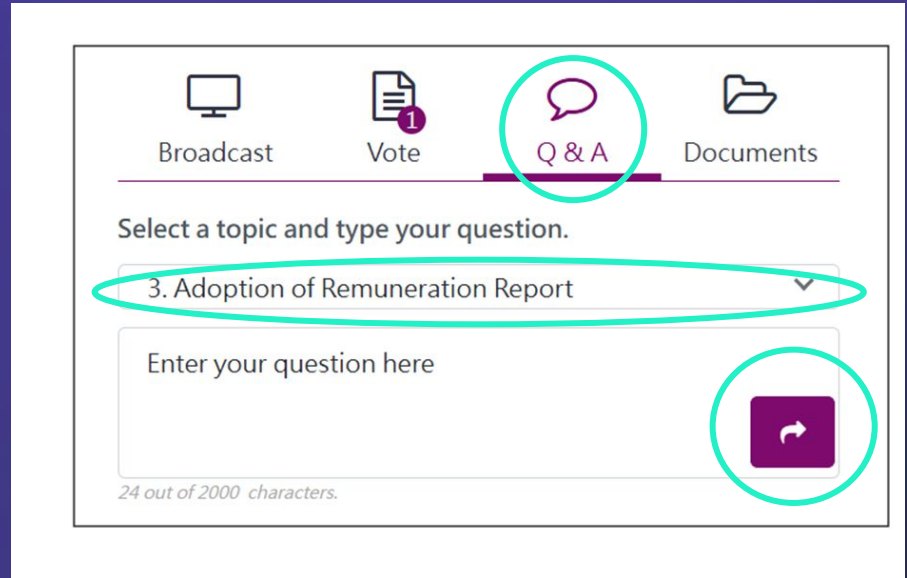 1
Broadcast Vote Q & A Documents
Select a topic and type your question.
3. Adoption of Remuneration Report
Enter your question here
24 out of 2000 characters.